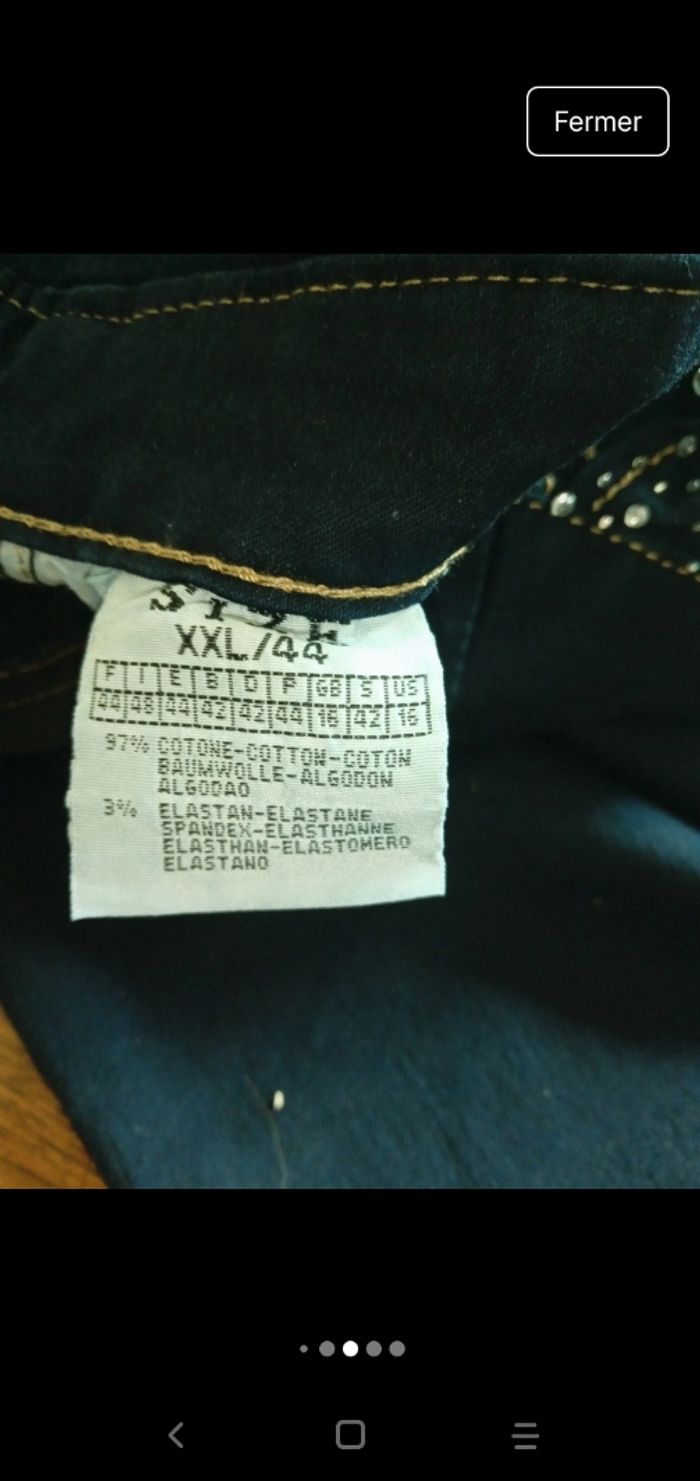 Fermer
XXL/44
F I E B D P GB S US
44 48 44 42 42 44 16 42 16
97% COTONE-COTTON-COTON
BAUMWOLLE-ALGODON
ALGODAO
3% ELASTAN-ELASTANE
SPANDEX-ELASTHANNE
ELASTHAN-ELASTOMERO
ELASTANO